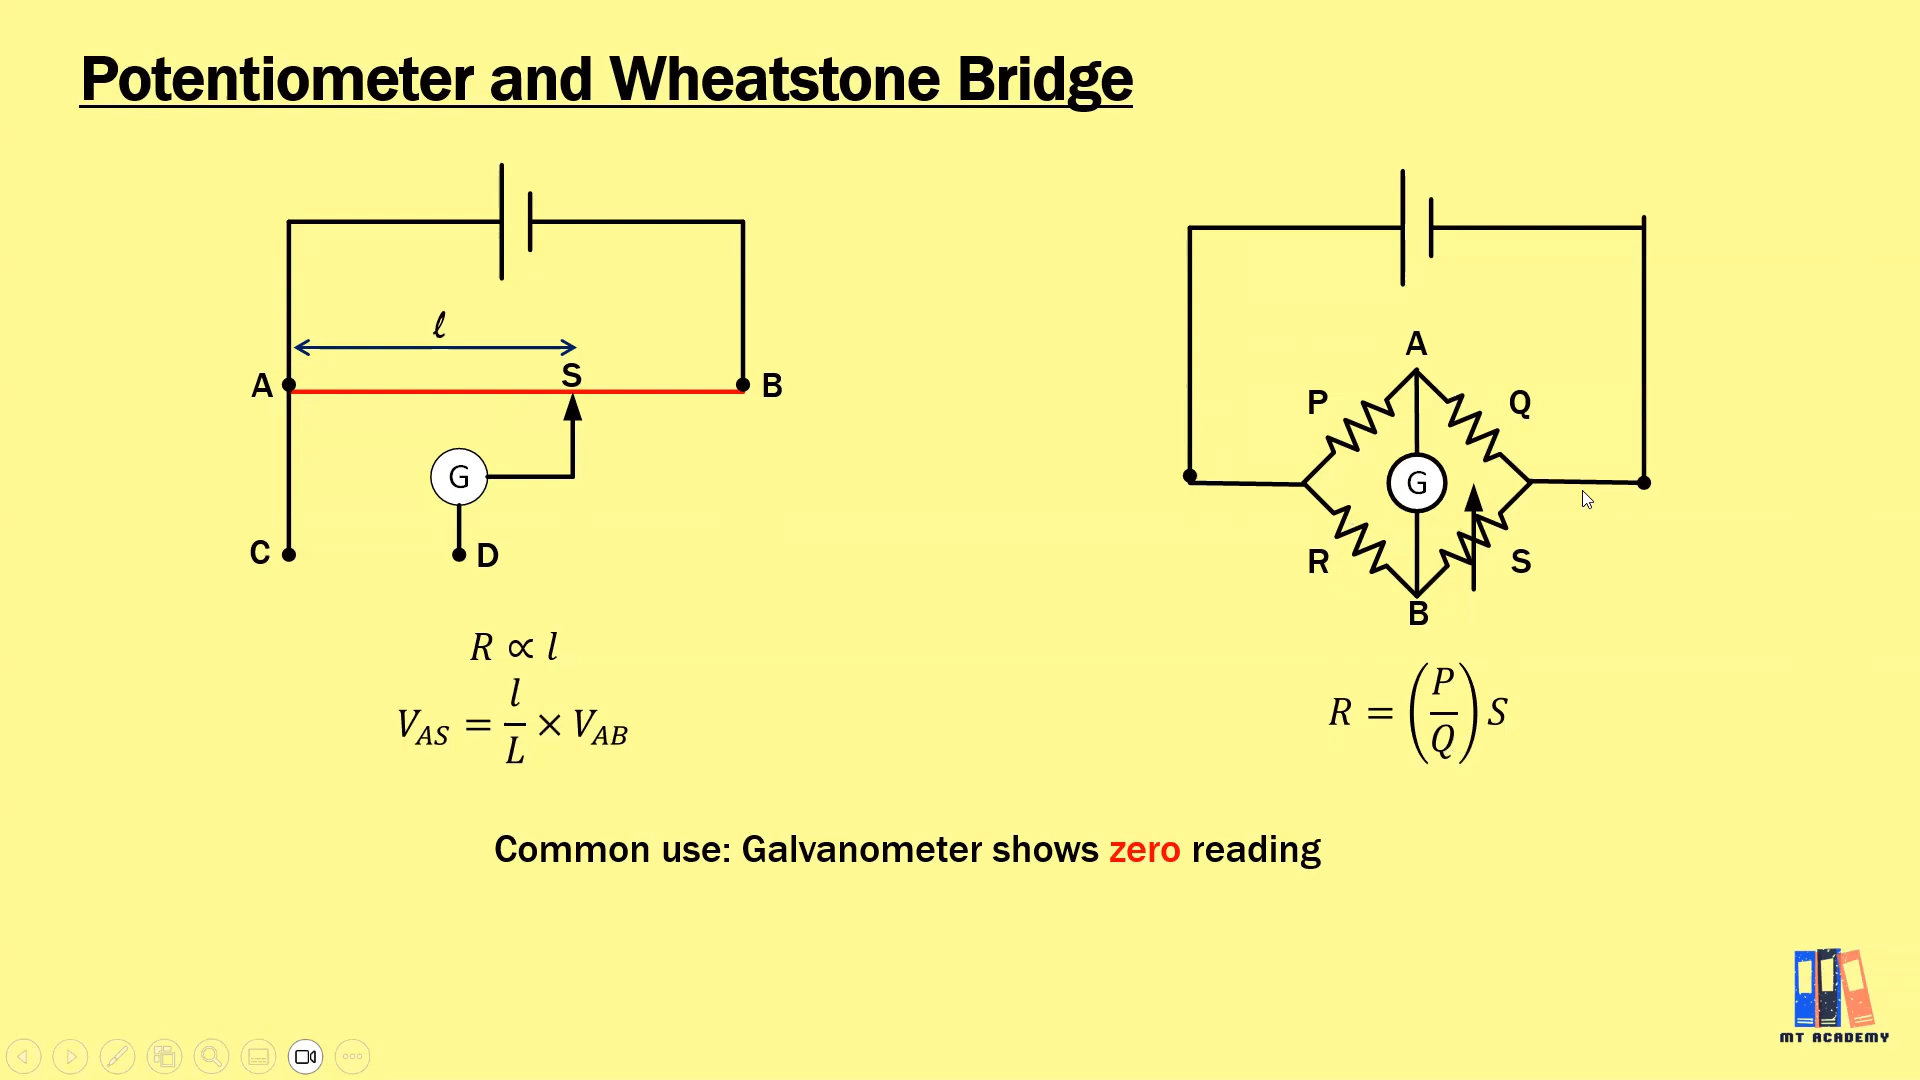 Potentiometer and Wheatstone Bridge
ℓ
A
S
B
G
C
D
R ∝ l
V_AS = l/L × V_AB
A
P
Q
G
R
S
B
R = (P/Q) S
Common use: Galvanometer shows zero reading
MT ACADEMY